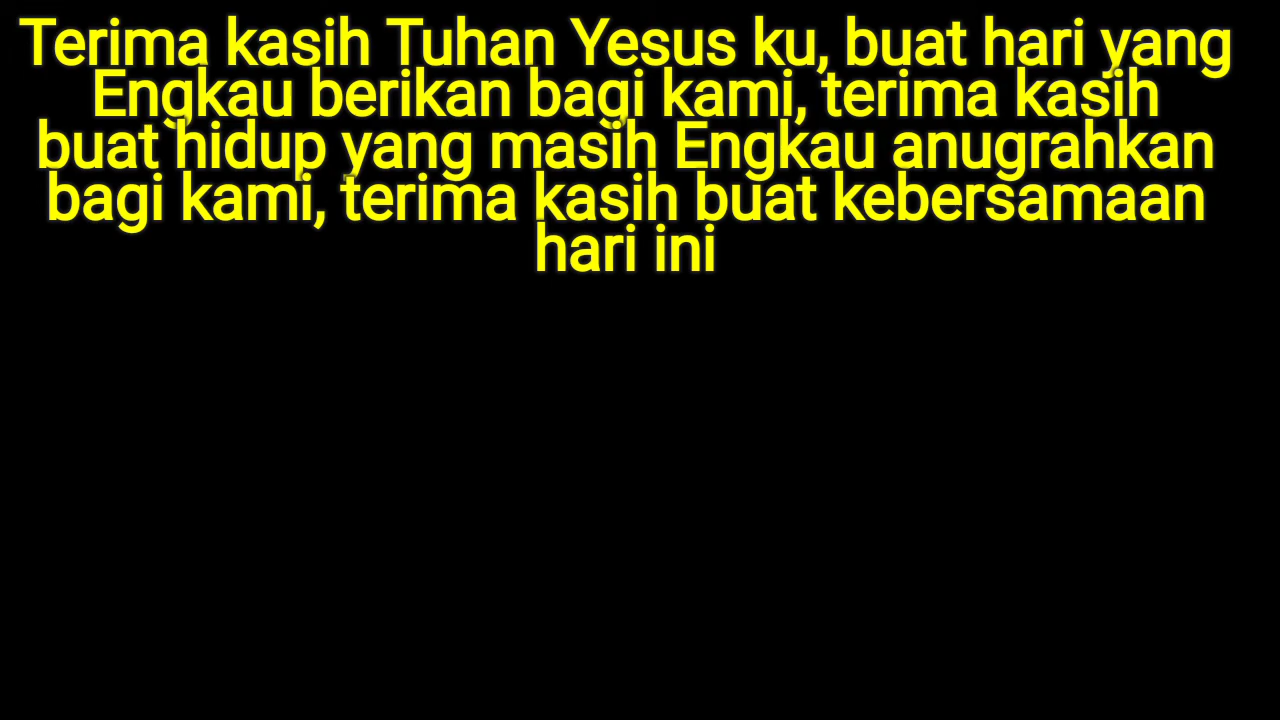 Terima kasih Tuhan Yesus ku, buat hari yang
Engkau berikan bagi kami, terima kasih
buat hidup yang masih Engkau anugrahkan
bagi kami, terima kasih buat kebersamaan
hari ini